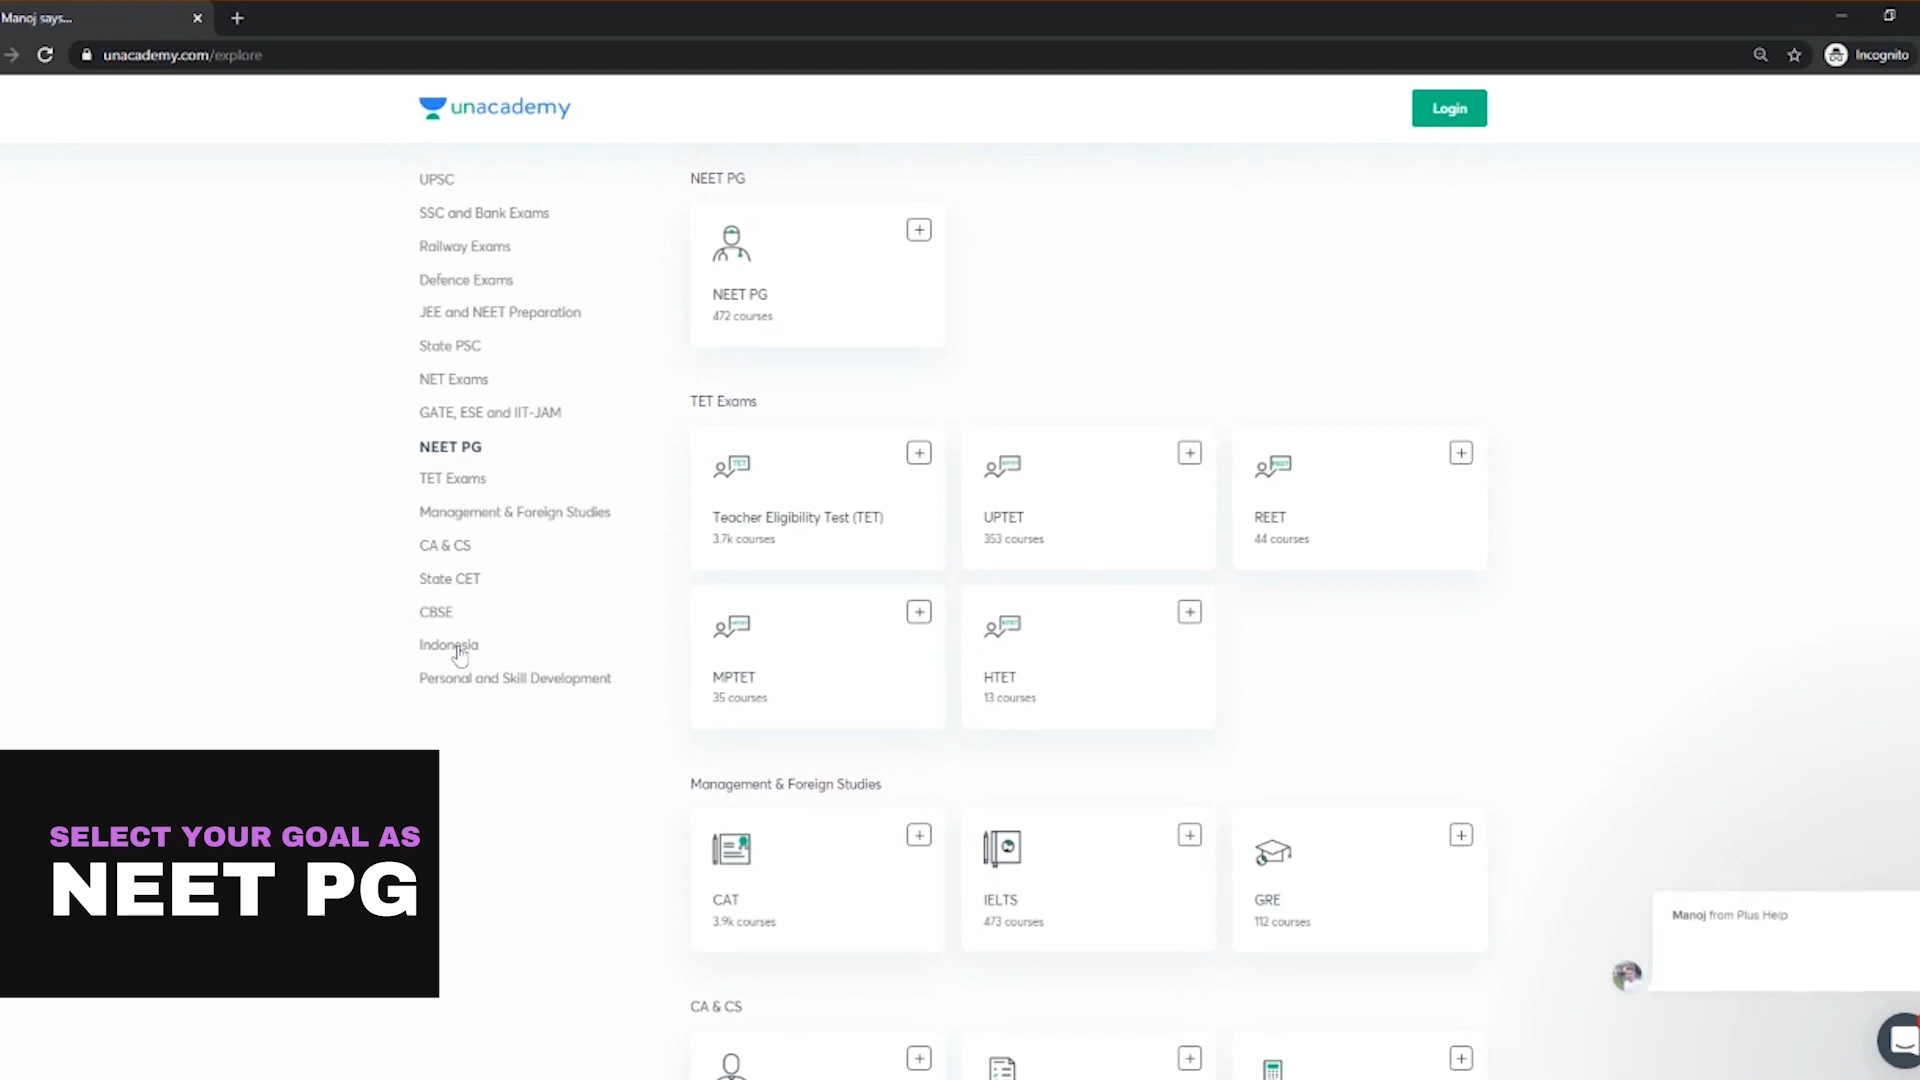 Manoj says...
unacademy.com/explore
Incognito
unacademy
Login
UPSC
SSC and Bank Exams
Railway Exams
Defence Exams
JEE and NEET Preparation
State PSC
NET Exams
GATE, ESE and IIT-JAM
NEET PG
TET Exams
Management & Foreign Studies
CA & CS
State CET
CBSE
Indonesia
Personal and Skill Development
NEET PG
NEET PG
472 courses
TET Exams
TET
Teacher Eligibility Test (TET)
3.7k courses
UPTET
353 courses
REET
REET
44 courses
MPTET
35 courses
HTET
13 courses
Management & Foreign Studies
CAT
3.9k courses
IELTS
473 courses
GRE
112 courses
CA & CS
SELECT YOUR GOAL AS
NEET PG
Manoj from Plus Help